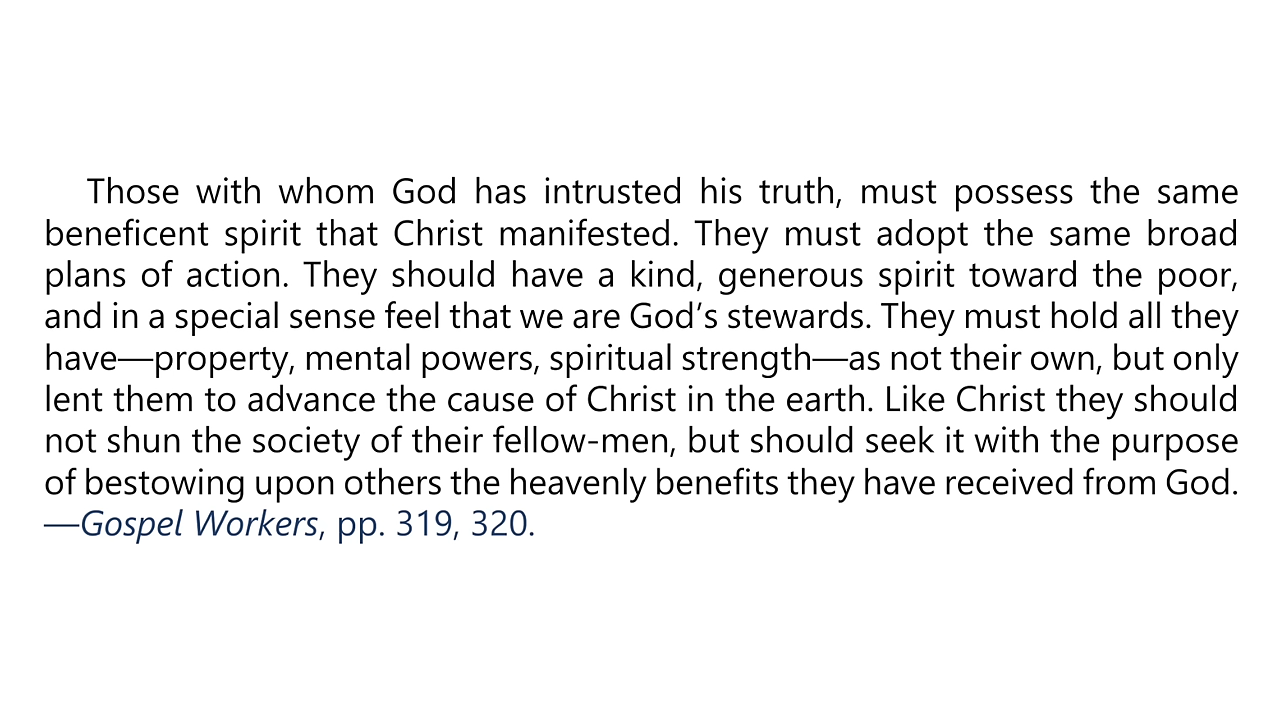 Those with whom God has intrusted his truth, must possess the same
beneficent spirit that Christ manifested. They must adopt the same broad
plans of action. They should have a kind, generous spirit toward the poor,
and in a special sense feel that we are God’s stewards. They must hold all they
have—property, mental powers, spiritual strength—as not their own, but only
lent them to advance the cause of Christ in the earth. Like Christ they should
not shun the society of their fellow-men, but should seek it with the purpose
of bestowing upon others the heavenly benefits they have received from God.
—Gospel Workers, pp. 319, 320.